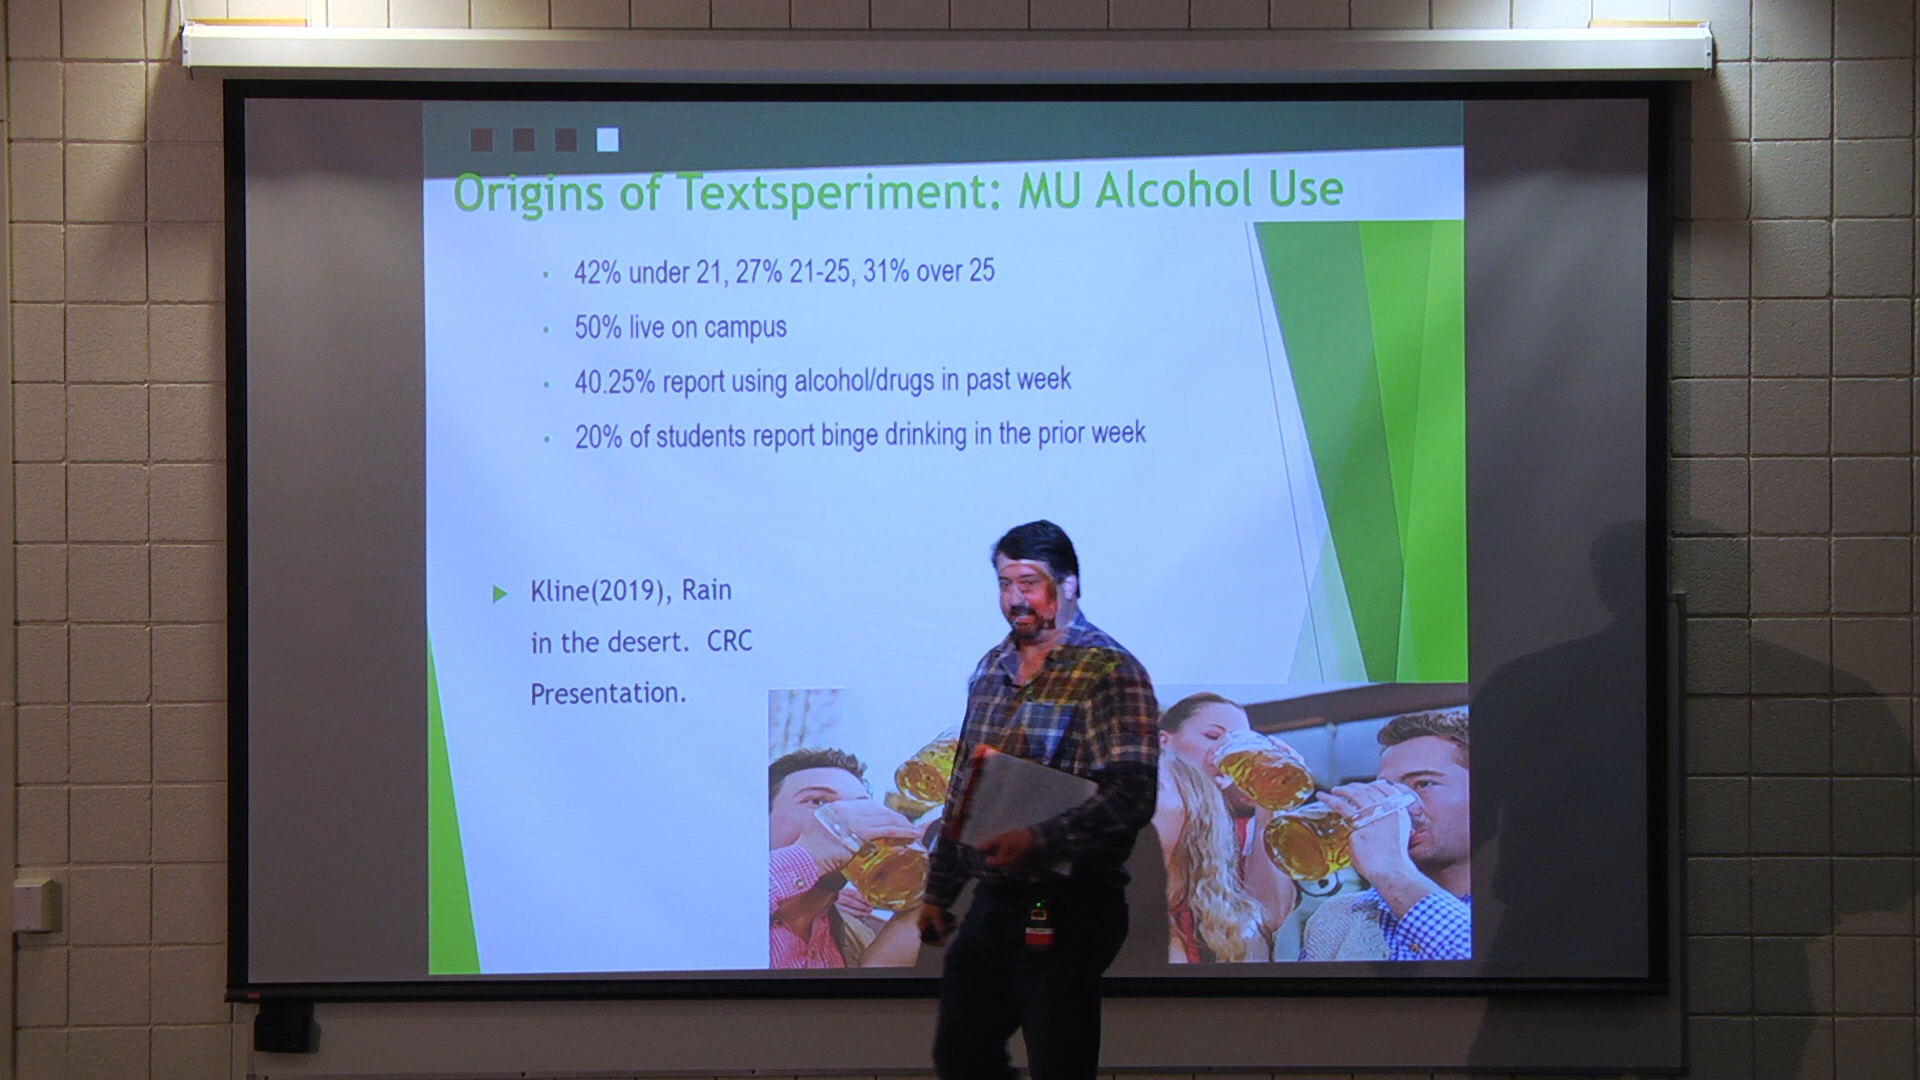 Origins of Textsperiment: MU Alcohol Use
42% under 21, 27% 21-25, 31% over 25
50% live on campus
40.25% report using alcohol/drugs in past week
20% of students report binge drinking in the prior week
Kline(2019), Rain
in the desert. CRC
Presentation.